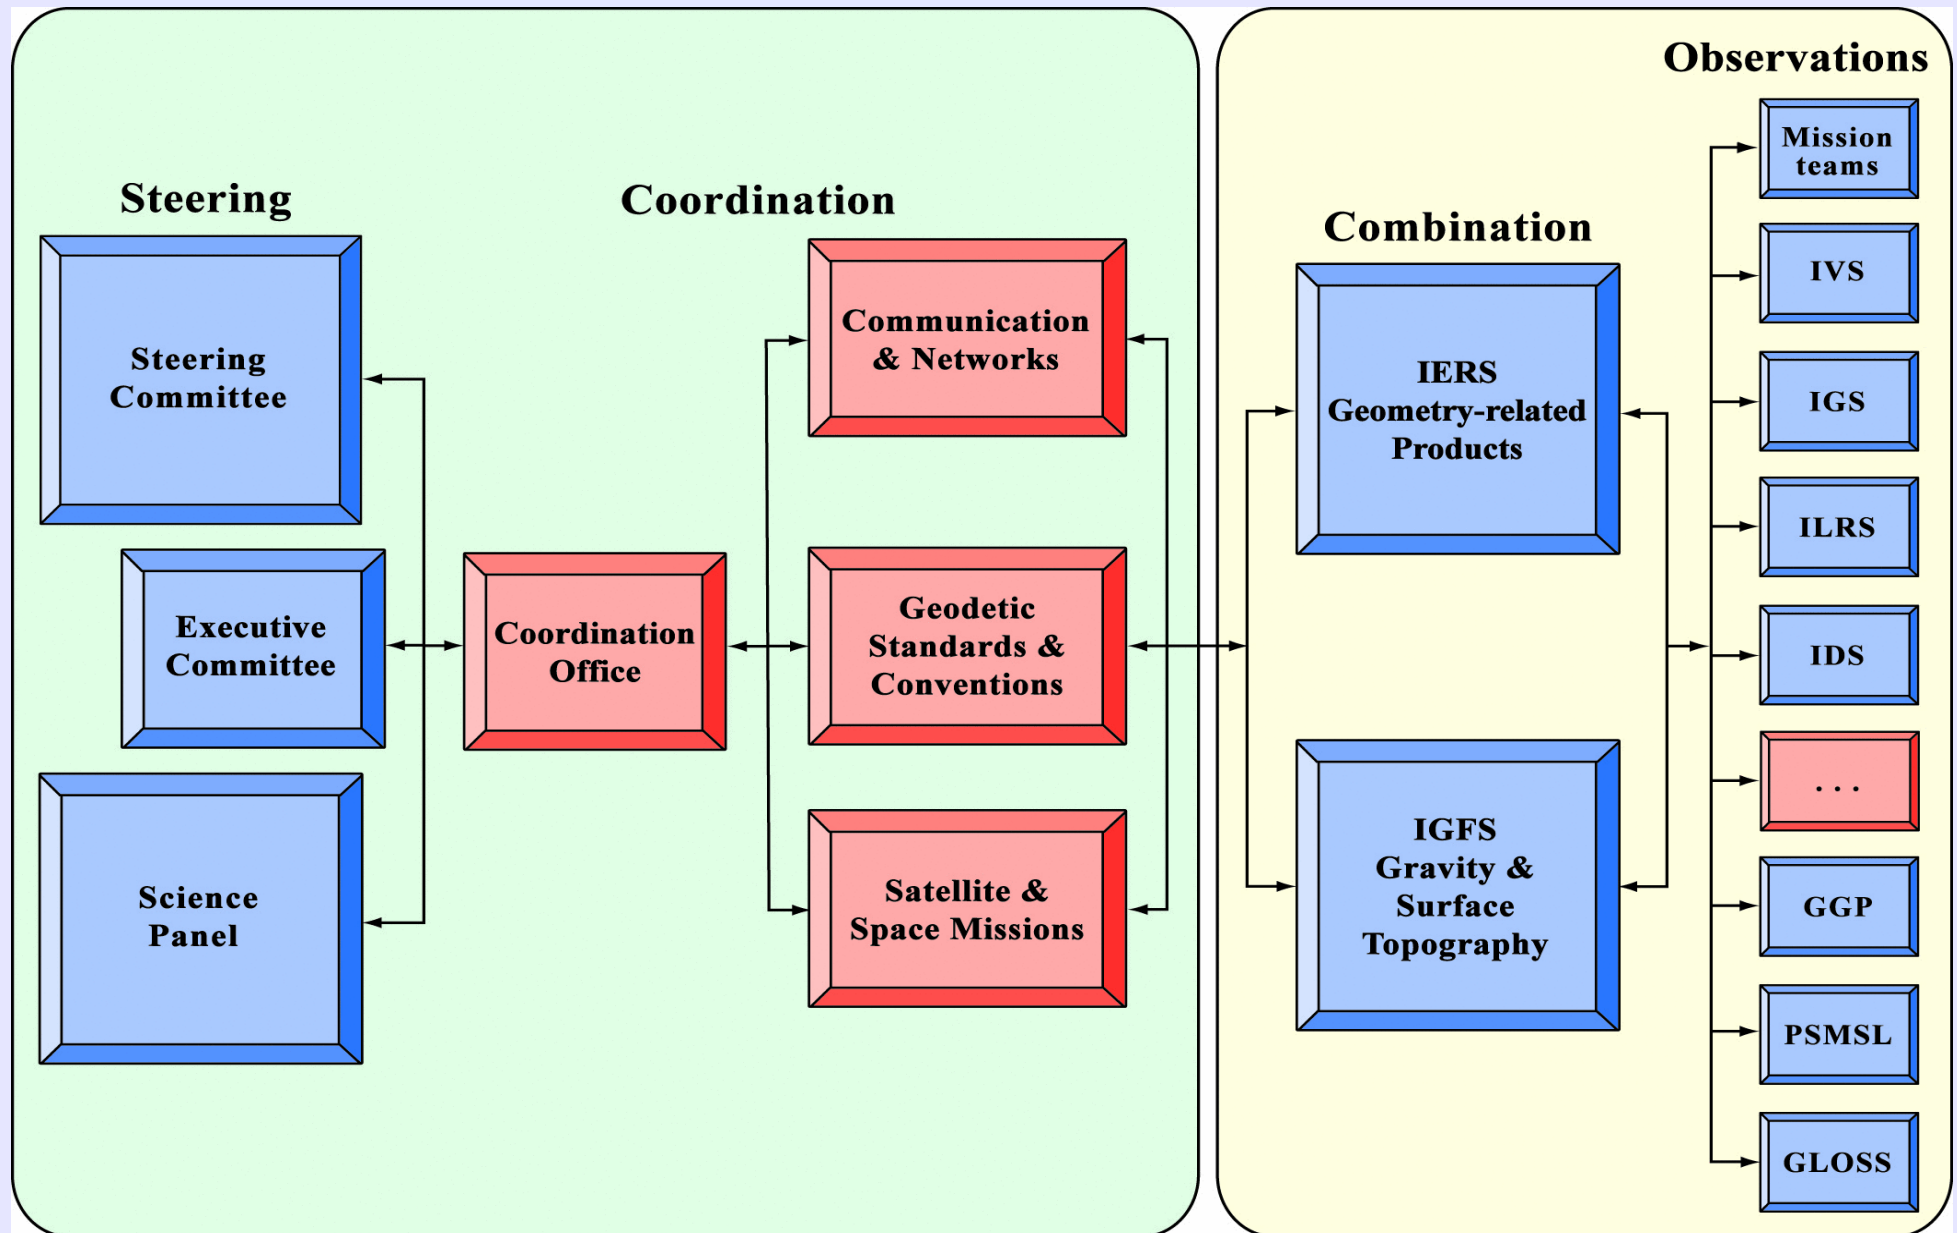 Steering
Steering
Committee
Executive
Committee
Science
Panel
Coordination
Coordination
Office
Communication
& Networks
Geodetic
Standards &
Conventions
Satellite &
Space Missions
Combination
IERS
Geometry-related
Products
IGFS
Gravity &
Surface
Topography
Observations
Mission
teams
IVS
IGS
ILRS
IDS
. . .
GGP
PSMSL
GLOSS